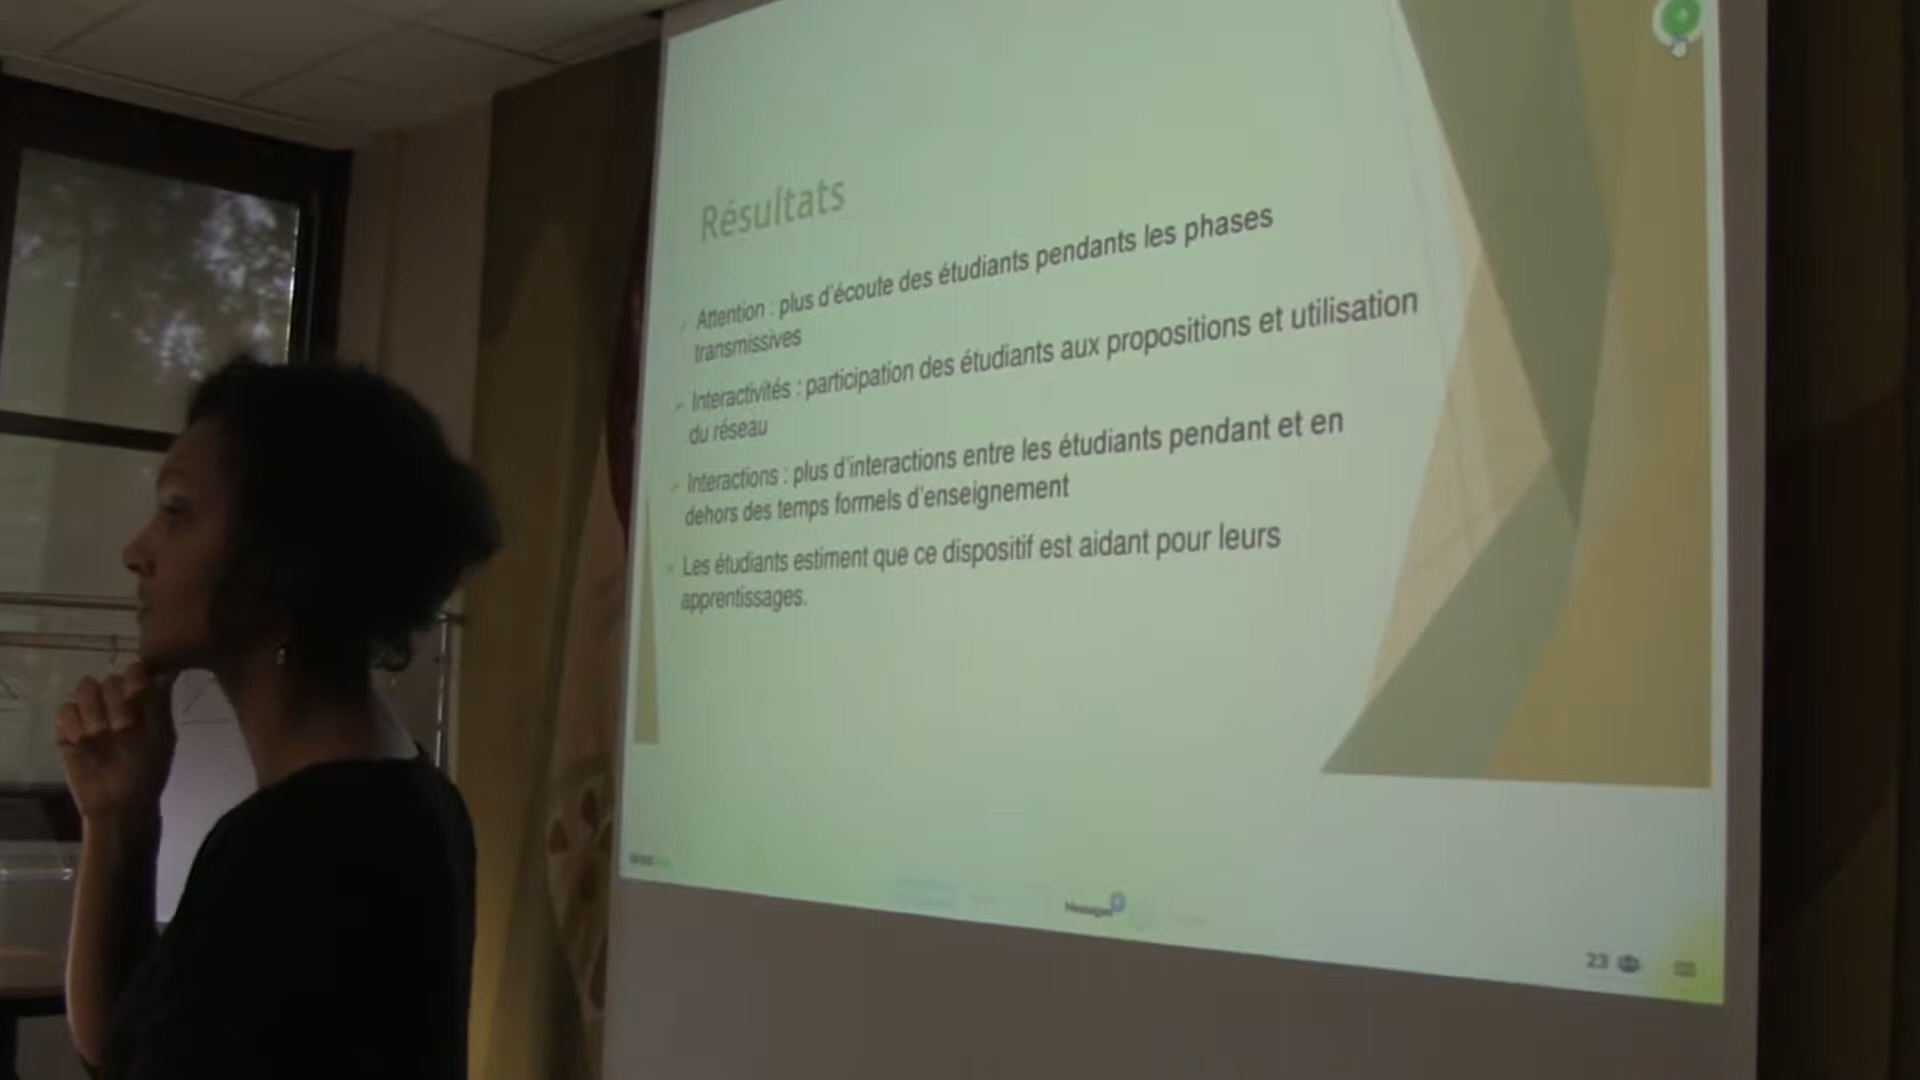 Résultats
Attention : plus d'écoute des étudiants pendants les phases
transmissives
Interactivités : participation des étudiants aux propositions et utilisation
du réseau
Interactions : plus d'interactions entre les étudiants pendant et en
dehors des temps formels d'enseignement
Les étudiants estiment que ce dispositif est aidant pour leurs
apprentissages.
Messages
23